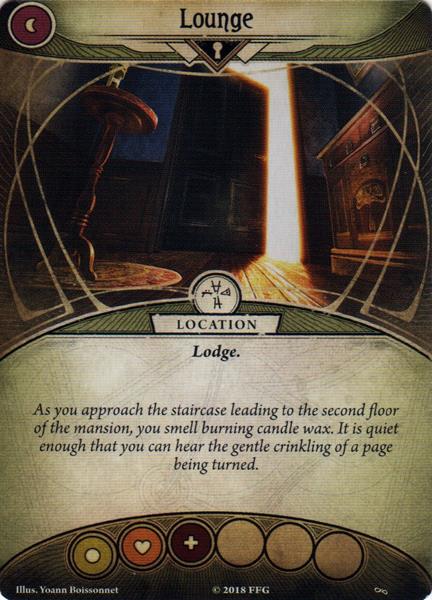 Lounge
LOCATION
Lodge.
As you approach the staircase leading to the second floor
of the mansion, you smell burning candle wax. It is quiet
enough that you can hear the gentle crinkling of a page
being turned.
Illus. Yoann Boissonnet
© 2018 FFG